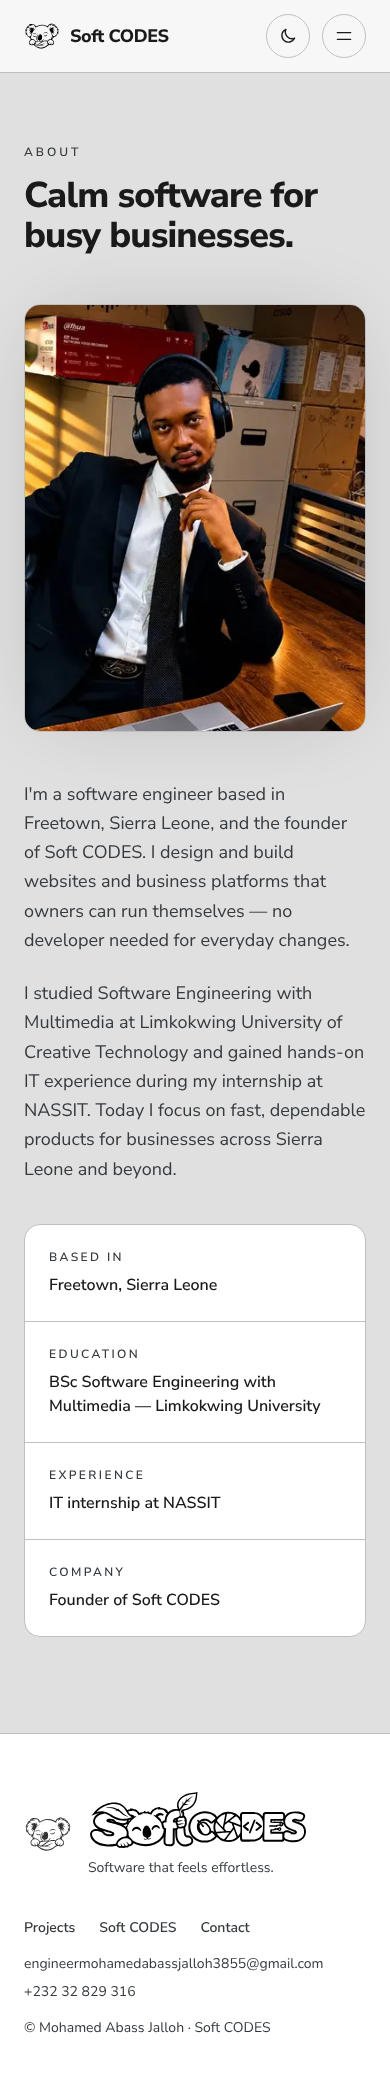 Soft CODES
ABOUT
Calm software for
busy businesses.
alhua
I'm a software engineer based in
Freetown, Sierra Leone, and the founder
of Soft CODES. I design and build
websites and business platforms that
owners can run themselves — no
developer needed for everyday changes.
I studied Software Engineering with
Multimedia at Limkokwing University of
Creative Technology and gained hands-on
IT experience during my internship at
NASSIT. Today I focus on fast, dependable
products for businesses across Sierra
Leone and beyond.
BASED IN
Freetown, Sierra Leone
EDUCATION
BSc Software Engineering with
Multimedia — Limkokwing University
EXPERIENCE
IT internship at NASSIT
COMPANY
Founder of Soft CODES
SoftCODES
Software that feels effortless.
Projects Soft CODES Contact
engineermohamedabassjalloh3855@gmail.com
+232 32 829 316
© Mohamed Abass Jalloh · Soft CODES